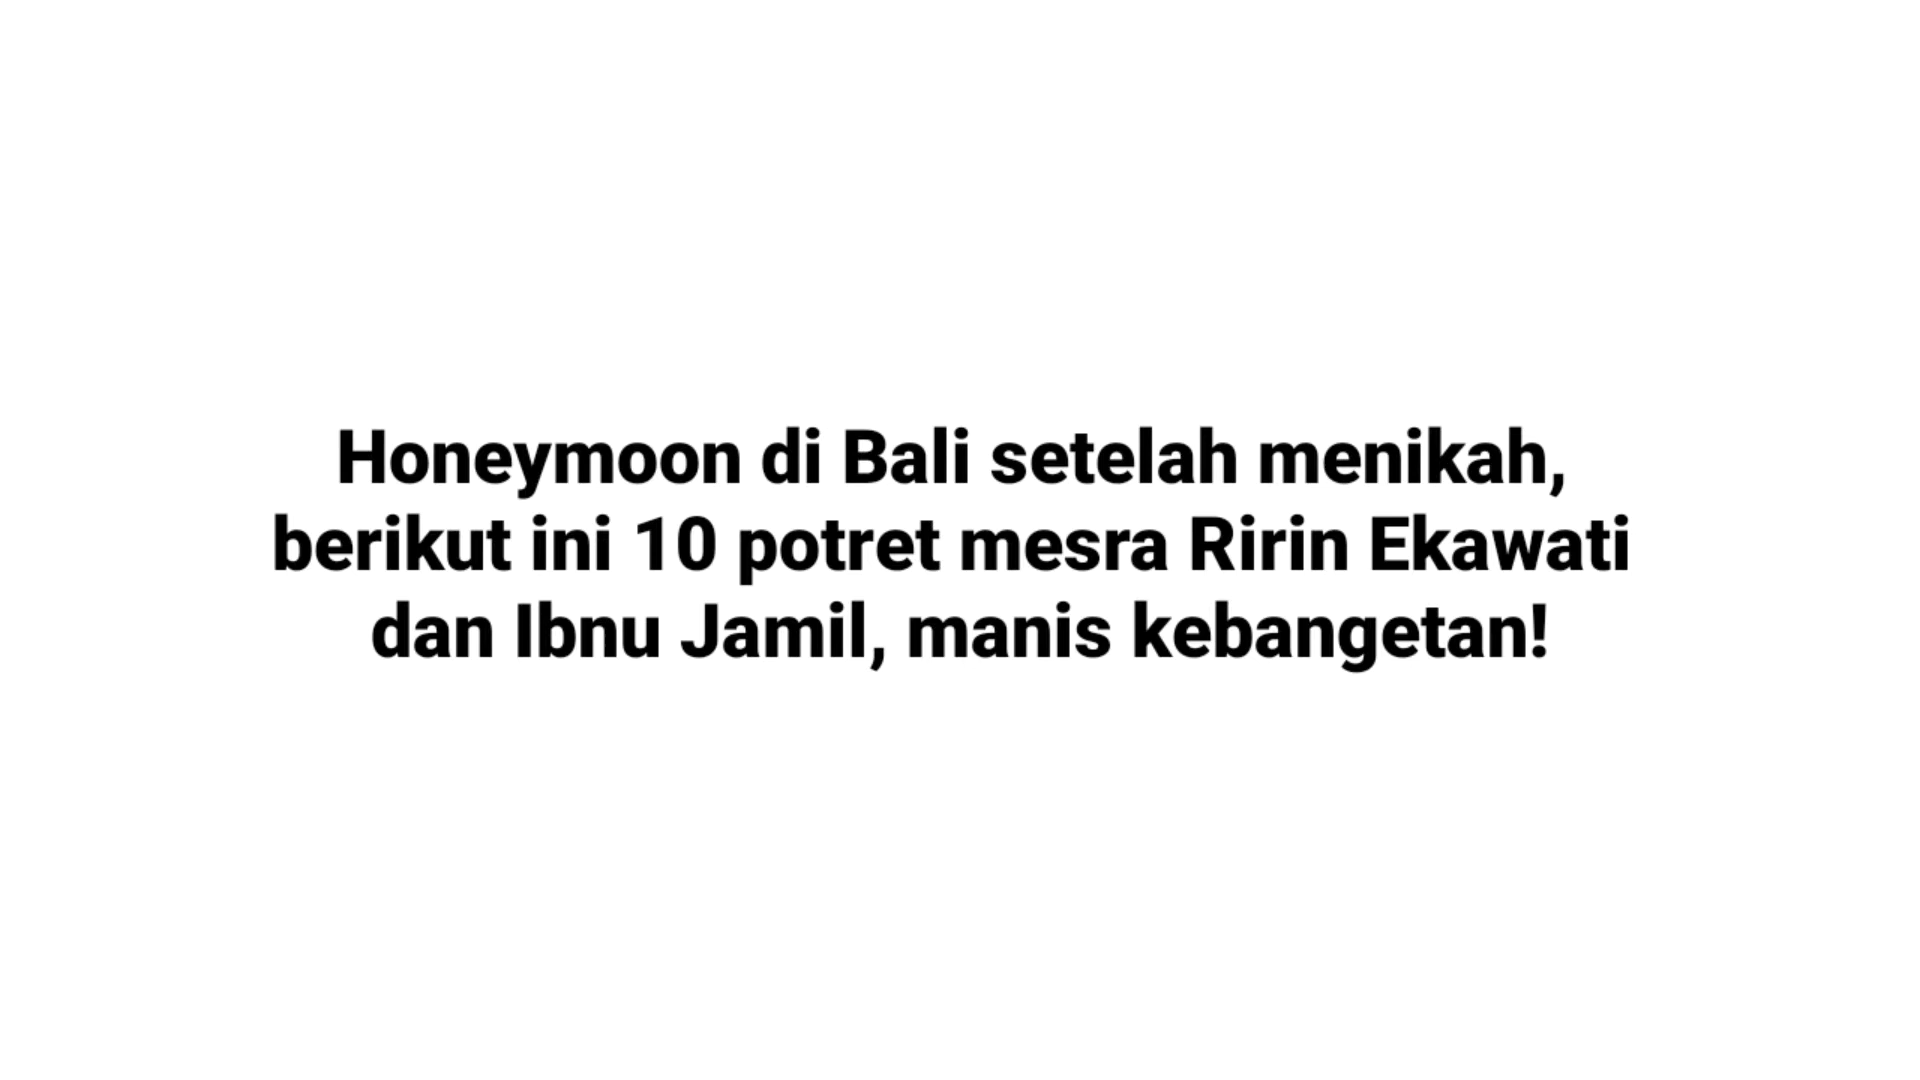 Honeymoon di Bali setelah menikah,
berikut ini 10 potret mesra Ririn Ekawati
dan Ibnu Jamil, manis kebangetan!